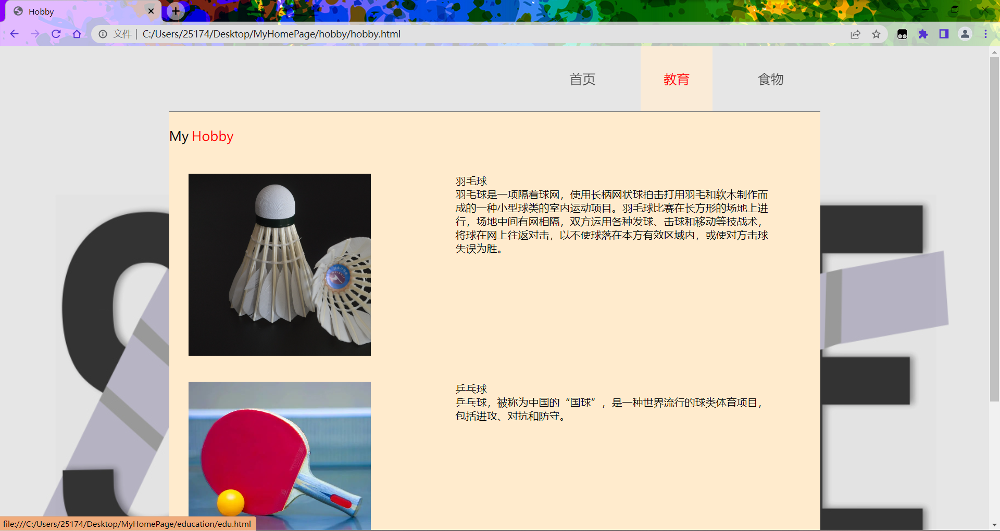 Hobby
文件 | C:/Users/25174/Desktop/MyHomePage/hobby/hobby.html
首页 教育 食物
My Hobby
羽毛球
羽毛球是一项隔着球网，使用长柄网状球拍击打用羽毛和软木制作而
成的一种小型球类的室内运动项目。羽毛球比赛在长方形的场地上进
行，场地中间有网相隔，双方运用各种发球、击球和移动等技战术，
将球在网上往返对击，以不使球落在本方有效区域内，或使对方击球
失误为胜。
乒乓球
乒乓球，被称为中国的“国球”，是一种世界流行的球类体育项目，
包括进攻、对抗和防守。
file:///C:/Users/25174/Desktop/MyHomePage/education/edu.html